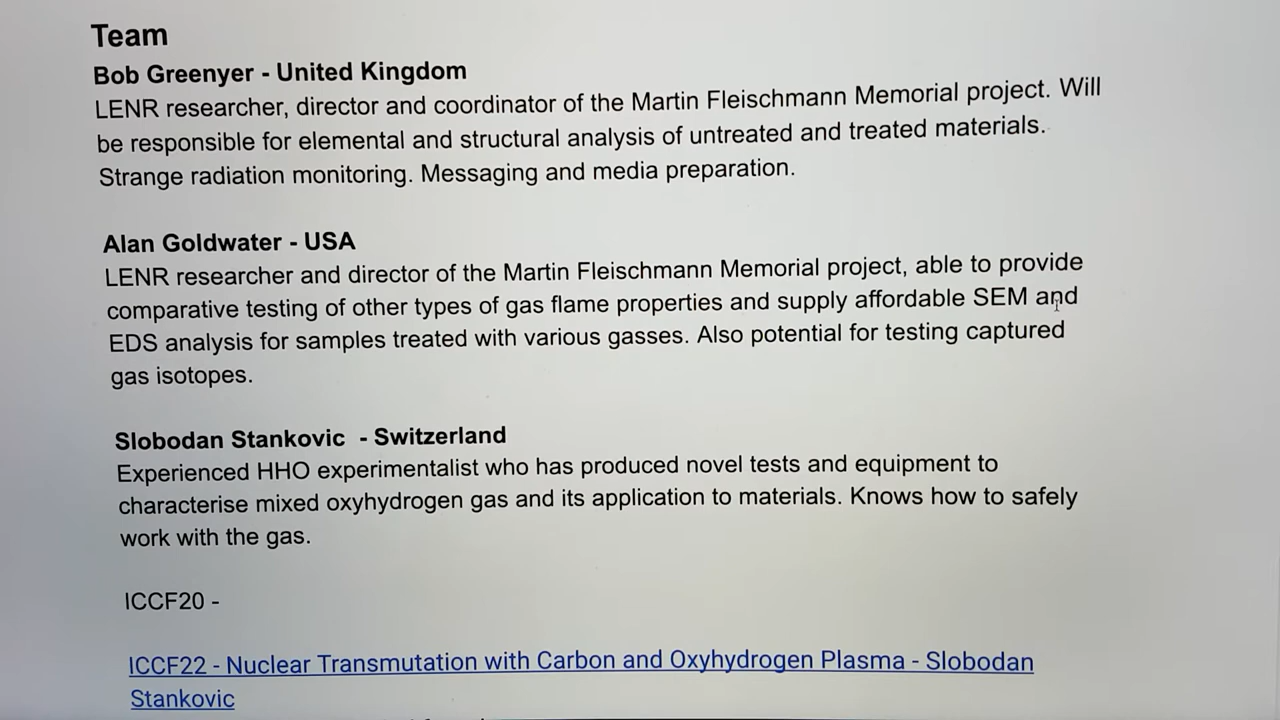 Team
Bob Greenyer - United Kingdom
LENR researcher, director and coordinator of the Martin Fleischmann Memorial project. Will
be responsible for elemental and structural analysis of untreated and treated materials.
Strange radiation monitoring. Messaging and media preparation.
Alan Goldwater - USA
LENR researcher and director of the Martin Fleischmann Memorial project, able to provide
comparative testing of other types of gas flame properties and supply affordable SEM and
EDS analysis for samples treated with various gasses. Also potential for testing captured
gas isotopes.
Slobodan Stankovic - Switzerland
Experienced HHO experimentalist who has produced novel tests and equipment to
characterise mixed oxyhydrogen gas and its application to materials. Knows how to safely
work with the gas.
ICCF20 -
ICCF22 - Nuclear Transmutation with Carbon and Oxyhydrogen Plasma - Slobodan
Stankovic